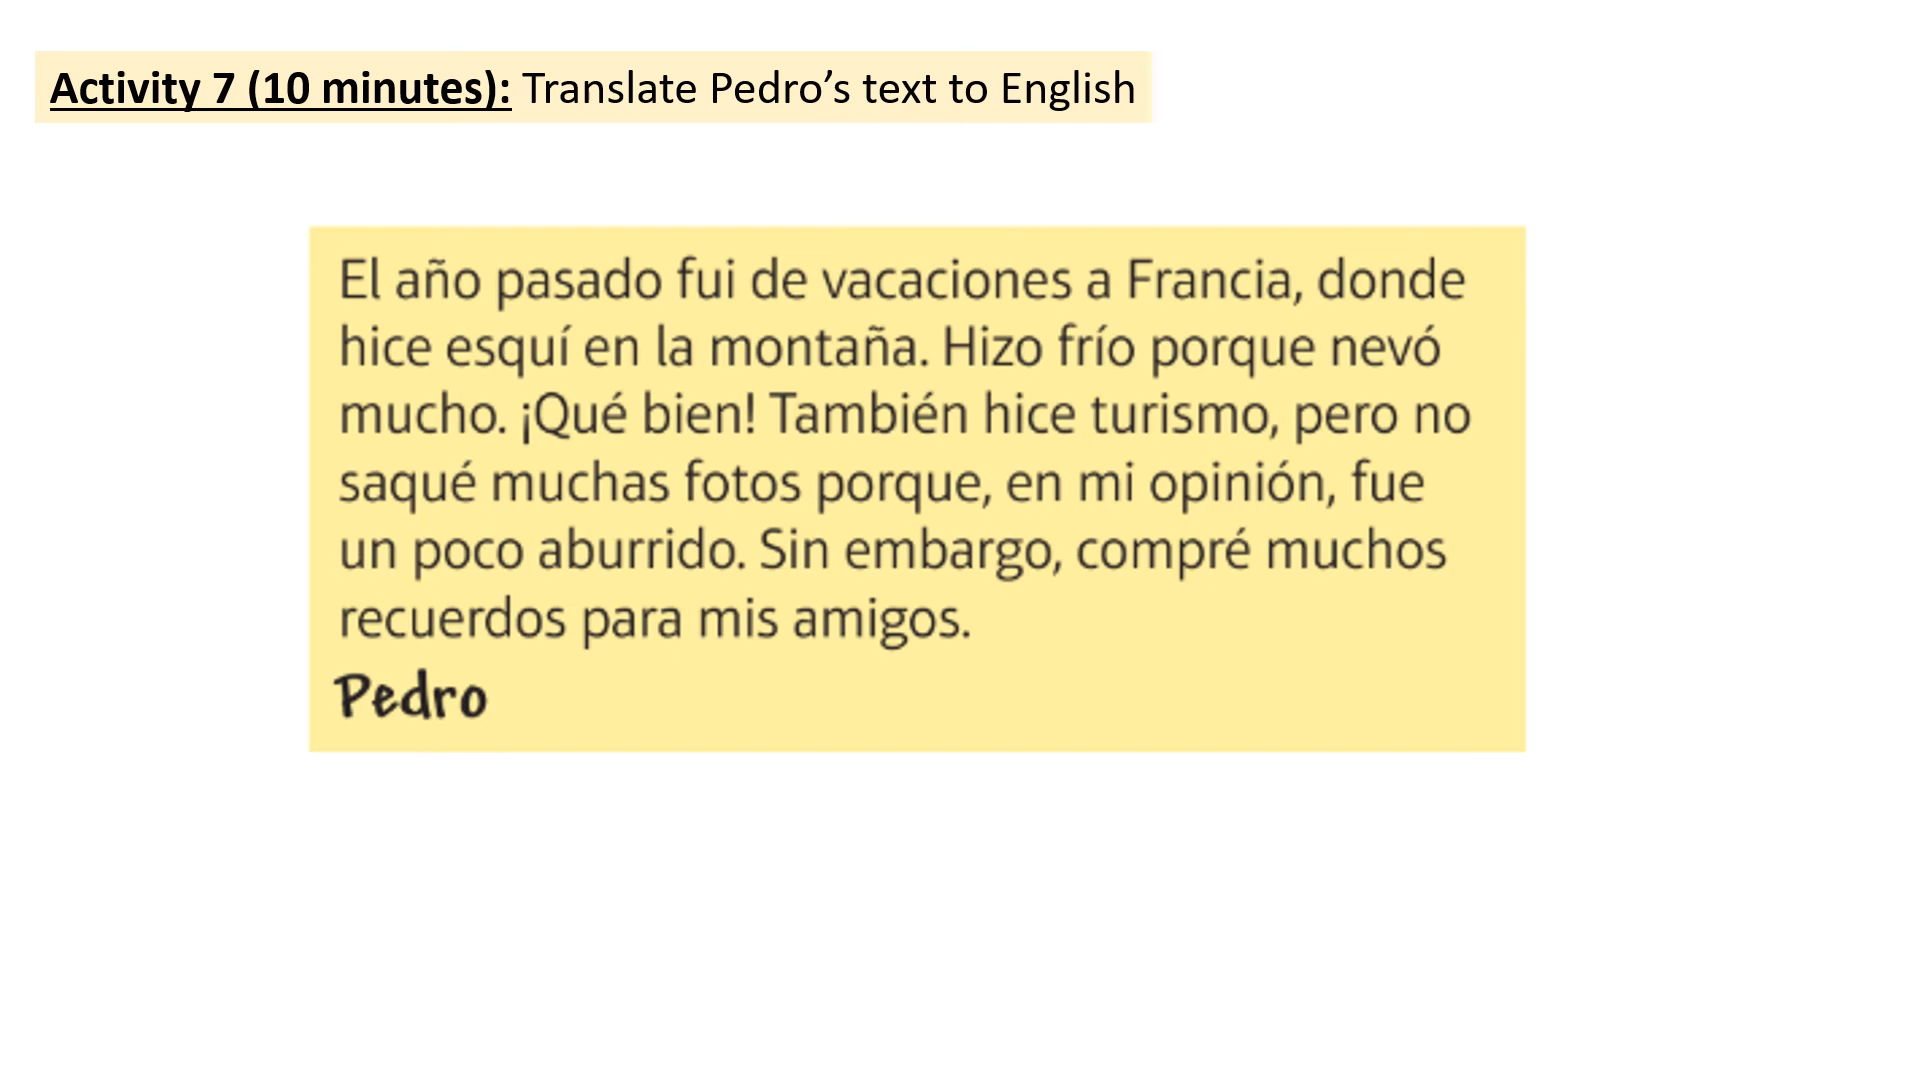 Activity 7 (10 minutes): Translate Pedro’s text to English
El año pasado fui de vacaciones a Francia, donde
hice esquí en la montaña. Hizo frío porque nevó
mucho. ¡Qué bien! También hice turismo, pero no
saqué muchas fotos porque, en mi opinión, fue
un poco aburrido. Sin embargo, compré muchos
recuerdos para mis amigos.
Pedro